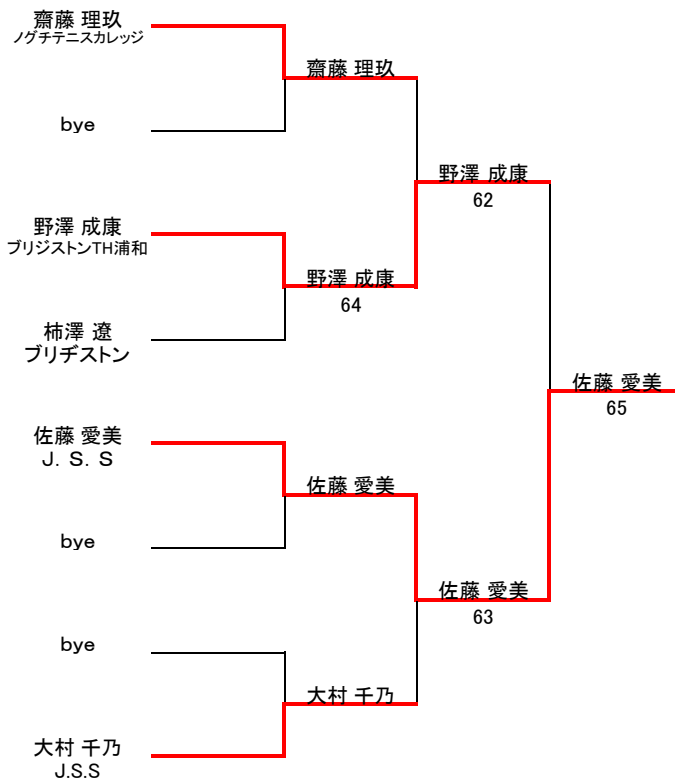 齋藤 理玖
ノグチテニスカレッジ
齋藤 理玖
bye
野澤 成康
62
野澤 成康
ブリジストンTH浦和
野澤 成康
64
柿澤 遼
ブリヂストン
佐藤 愛美
65
佐藤 愛美
J．S．S
佐藤 愛美
bye
佐藤 愛美
63
bye
大村 千乃
大村 千乃
J.S.S